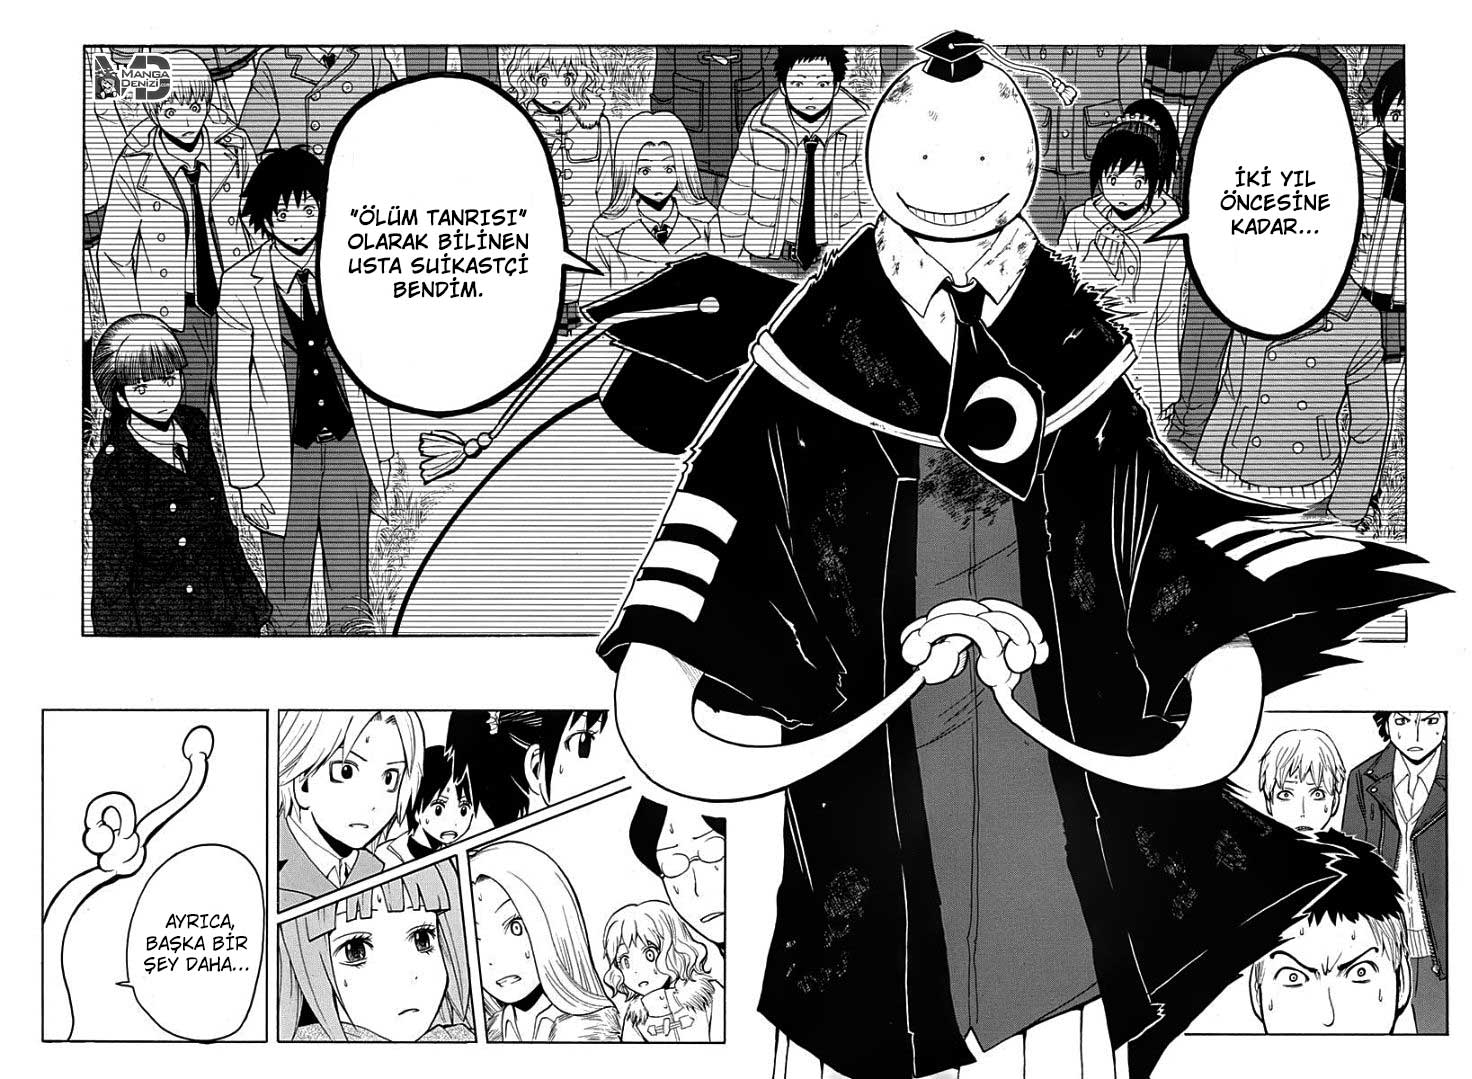 İKİ YIL
ÖNCESİNE
KADAR...
"ÖLÜM TANRISI"
OLARAK BİLİNEN
USTA SUİKASTÇİ
BENDİM.
AYRICA,
BAŞKA BİR
ŞEY DAHA...
MANGA
DENİZİ
MD